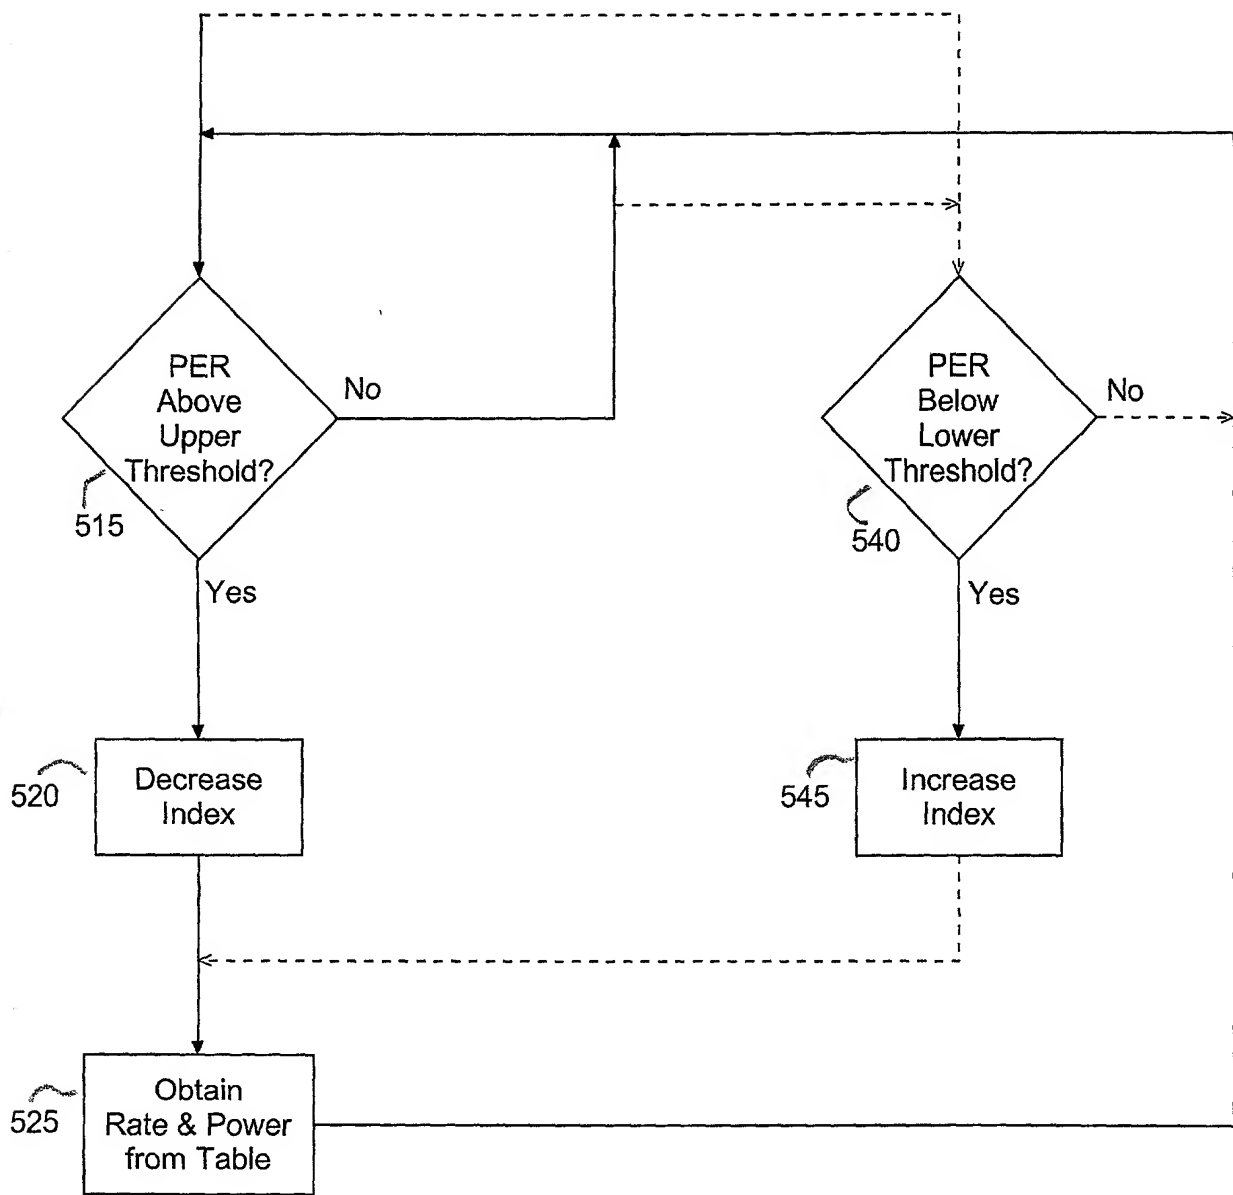 PER
Above
Upper
Threshold?
No
515
Yes
PER
Below
Lower
Threshold?
No
540
Yes
520
Decrease
Index
545
Increase
Index
525
Obtain
Rate & Power
from Table